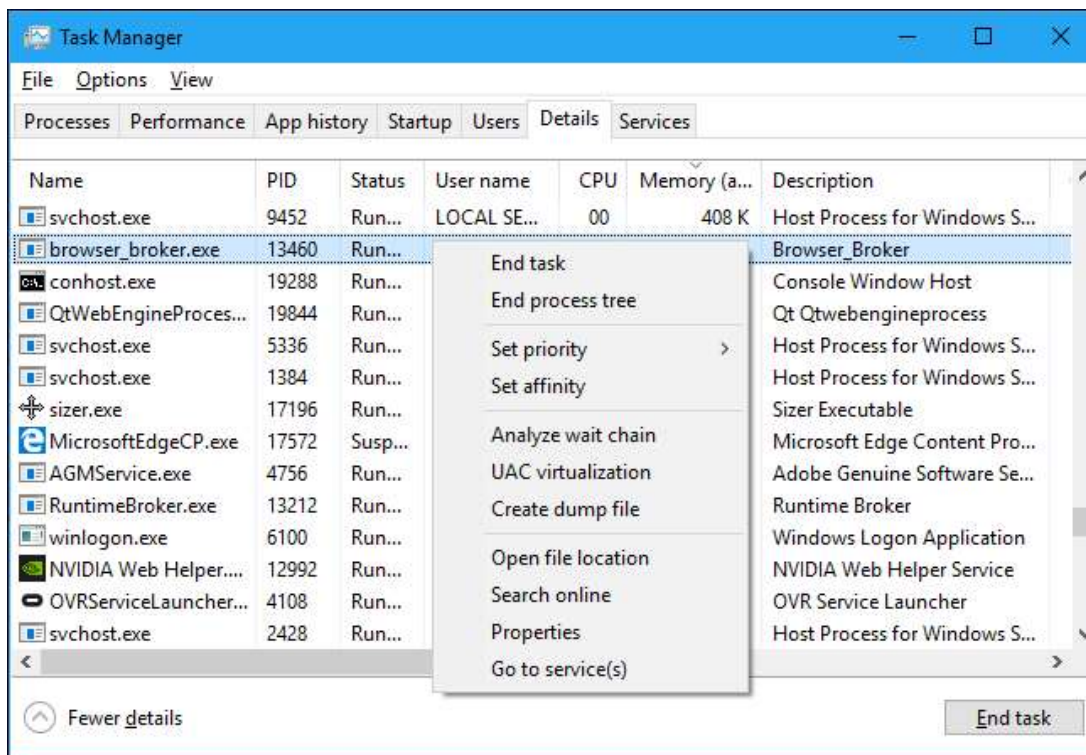 Task Manager
File Options View
Processes Performance App history Startup Users Details Services
Name PID Status User name CPU Memory (a... Description
svchost.exe 9452 Run... LOCAL SE... 00 408 K Host Process for Windows S...
browser_broker.exe 13460 Run... Browser_Broker
End task
conhost.exe 19288 Run... Console Window Host
End process tree
QtWebEngineProces... 19844 Run... Qt Qtwebengineprocess
svchost.exe 5336 Run... Host Process for Windows S...
Set priority
svchost.exe 1384 Run... Host Process for Windows S...
Set affinity
sizer.exe 17196 Run... Sizer Executable
MicrosoftEdgeCP.exe 17572 Susp... Microsoft Edge Content Pro...
Analyze wait chain
AGMService.exe 4756 Run... Adobe Genuine Software Se...
UAC virtualization
RuntimeBroker.exe 13212 Run... Runtime Broker
Create dump file
winlogon.exe 6100 Run... Windows Logon Application
Open file location
NVIDIA Web Helper.... 12992 Run... NVIDIA Web Helper Service
Search online
OVRServiceLauncher... 4108 Run... OVR Service Launcher
svchost.exe 2428 Run... Host Process for Windows S...
Properties
Go to service(s)
Fewer details
End task